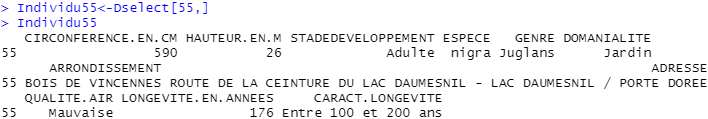 > Individu55<-Dselect[55,]
> Individu55
CIRCONFERENCE.EN.CM HAUTEUR.EN.M STADEDEVELOPPEMENT ESPECE GENRE DOMANIALITE
55 590 26 Adulte nigra Juglans Jardin
ARRONDISSEMENT ADRESSE
55 BOIS DE VINCENNES ROUTE DE LA CEINTURE DU LAC DAUMESNIL - LAC DAUMESNIL / PORTE DOREE
QUALITE.AIR LONGEVITE.EN.ANNEES CARACT.LONGEVITE
55 Mauvaise 176 Entre 100 et 200 ans